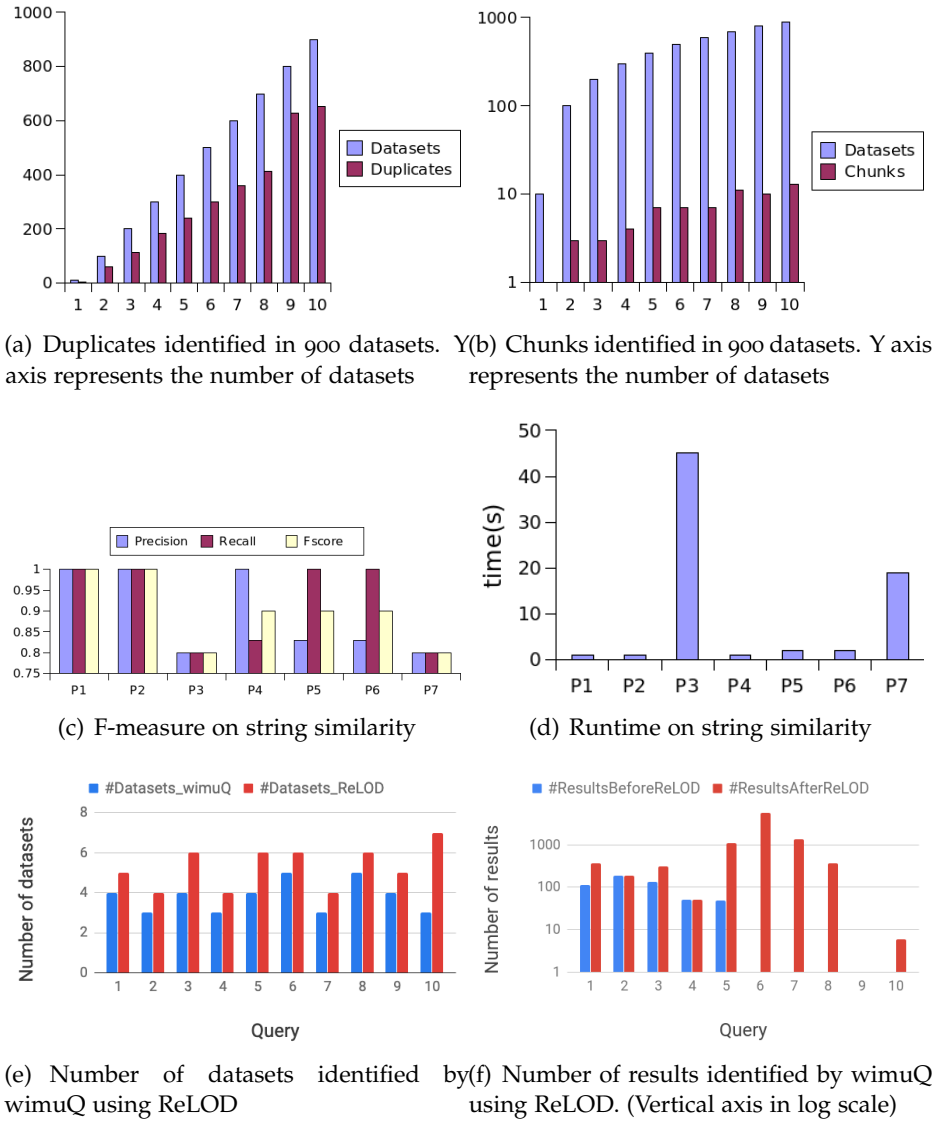 1000
800
600
400
200
0
1 2 3 4 5 6 7 8 9 10
Datasets
Duplicates
(a) Duplicates identified in 900 datasets. Y
axis represents the number of datasets
1000
100
10
1
1 2 3 4 5 6 7 8 9 10
Datasets
Chunks
(b) Chunks identified in 900 datasets. Y axis
represents the number of datasets
Precision Recall Fscore
1
0.95
0.9
0.85
0.8
0.75
P1 P2 P3 P4 P5 P6 P7
(c) F-measure on string similarity
time(s)
50
40
30
20
10
0
P1 P2 P3 P4 P5 P6 P7
(d) Runtime on string similarity
#Datasets_wimuQ #Datasets_ReLOD
Number of datasets
8
6
4
2
0
1 2 3 4 5 6 7 8 9 10
Query
(e) Number of datasets identified by
wimuQ using ReLOD
#ResultsBeforeReLOD #ResultsAfterReLOD
Number of results
1000
100
10
1
1 2 3 4 5 6 7 8 9 10
Query
(f) Number of results identified by wimuQ
using ReLOD. (Vertical axis in log scale)